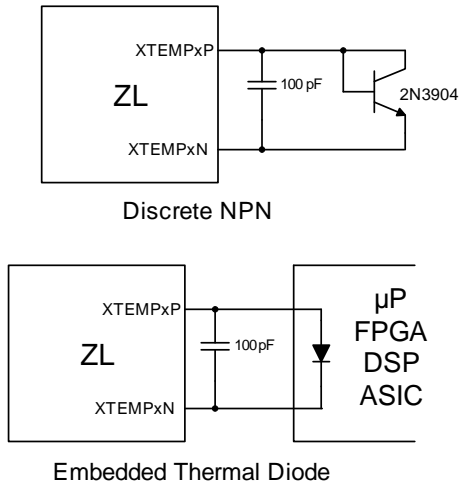 XTEMPxP
100 pF
ZL
2N3904
XTEMPxN
Discrete NPN
XTEMPxP
µP
FPGA
DSP
ASIC
ZL
100pF
XTEMPxN
Embedded Thermal Diode